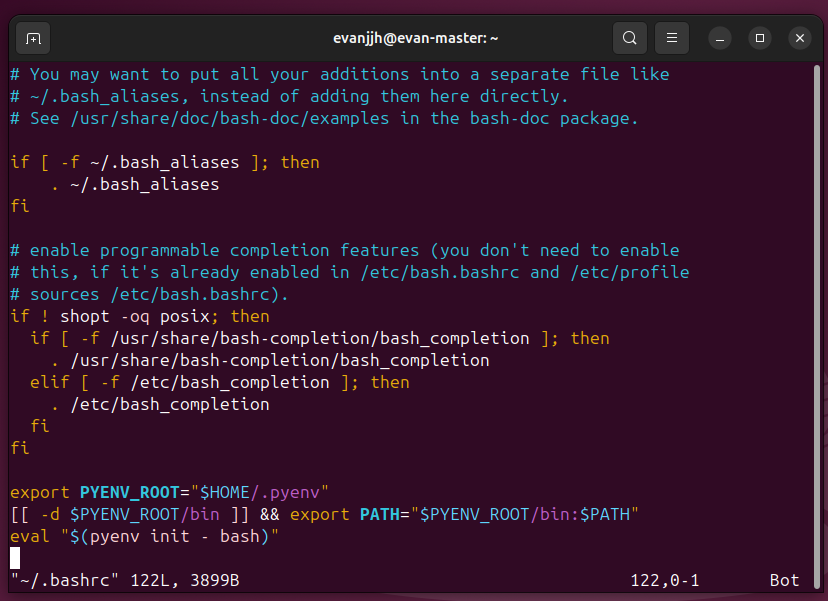 evanjjh@evan-master: ~
# You may want to put all your additions into a separate file like
# ~/.bash_aliases, instead of adding them here directly.
# See /usr/share/doc/bash-doc/examples in the bash-doc package.
if [ -f ~/.bash_aliases ]; then
    . ~/.bash_aliases
fi
# enable programmable completion features (you don't need to enable
# this, if it's already enabled in /etc/bash.bashrc and /etc/profile
# sources /etc/bash.bashrc).
if ! shopt -oq posix; then
  if [ -f /usr/share/bash-completion/bash_completion ]; then
    . /usr/share/bash-completion/bash_completion
  elif [ -f /etc/bash_completion ]; then
    . /etc/bash_completion
  fi
fi
export PYENV_ROOT="$HOME/.pyenv"
[[ -d $PYENV_ROOT/bin ]] && export PATH="$PYENV_ROOT/bin:$PATH"
eval "$(pyenv init - bash)"
"~/.bashrc" 122L, 3899B 122,0-1 Bot